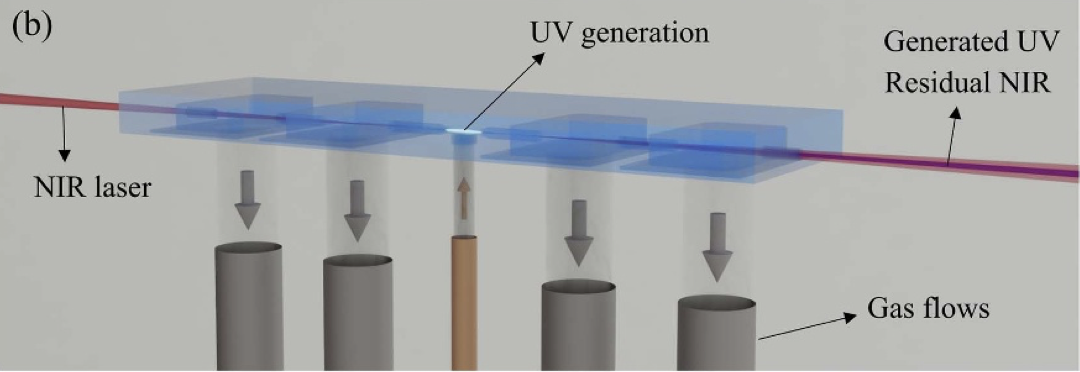 (b)
UV generation
Generated UV
Residual NIR
NIR laser
Gas flows